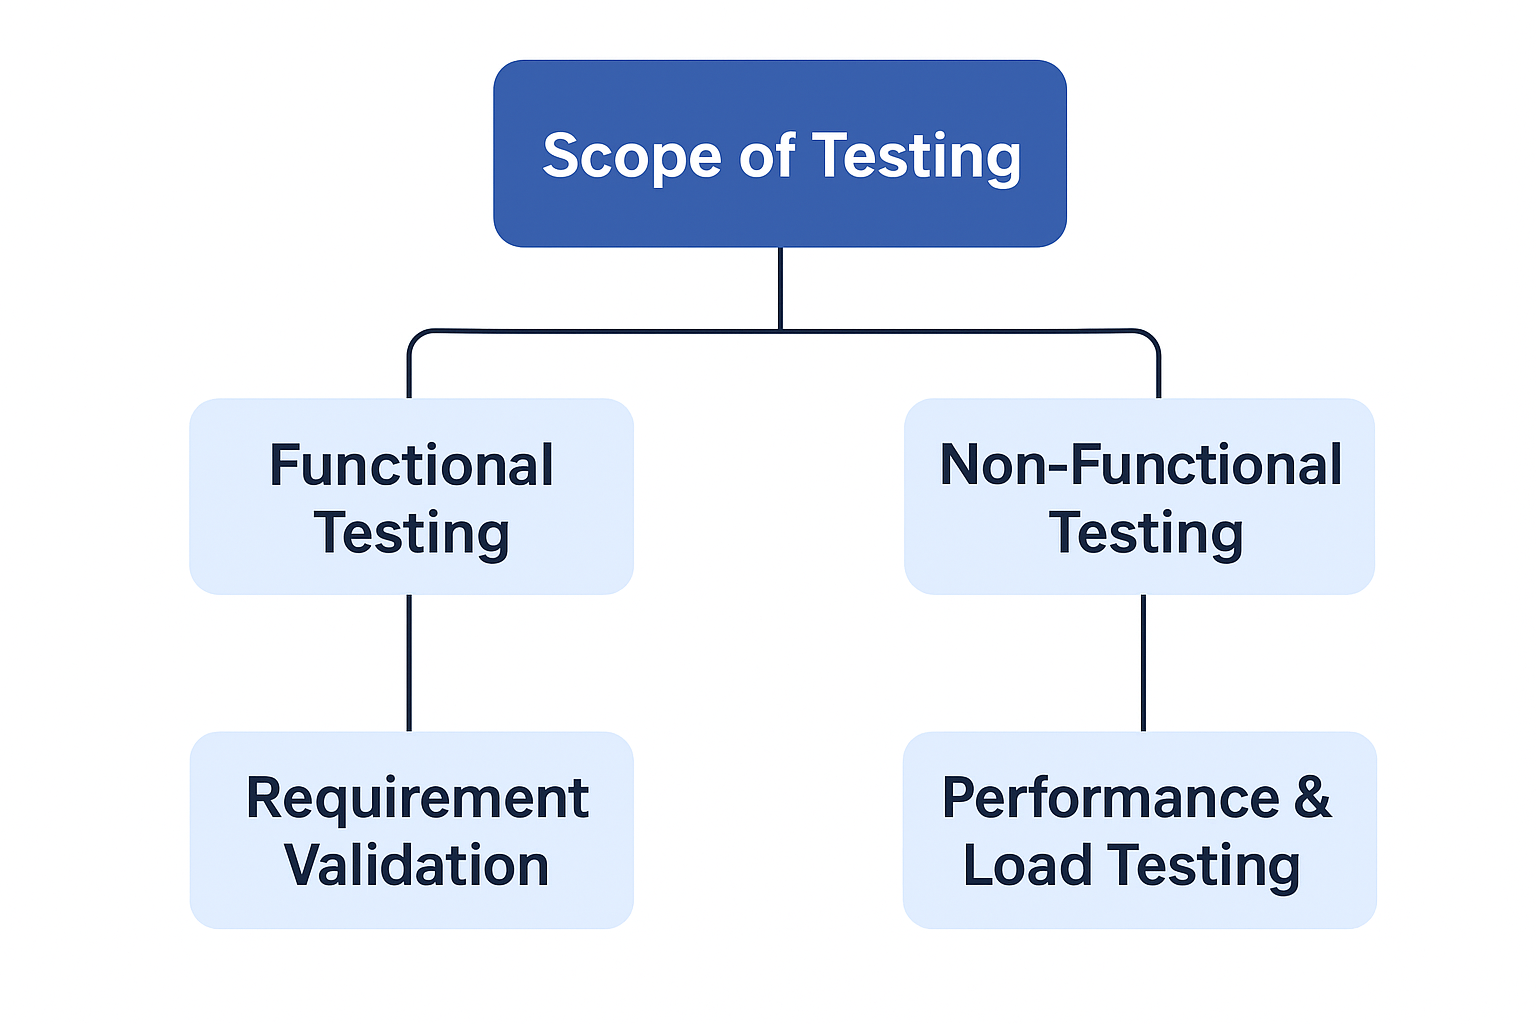 Scope of Testing
Functional
Testing
Non-Functional
Testing
Requirement
Validation
Performance &
Load Testing